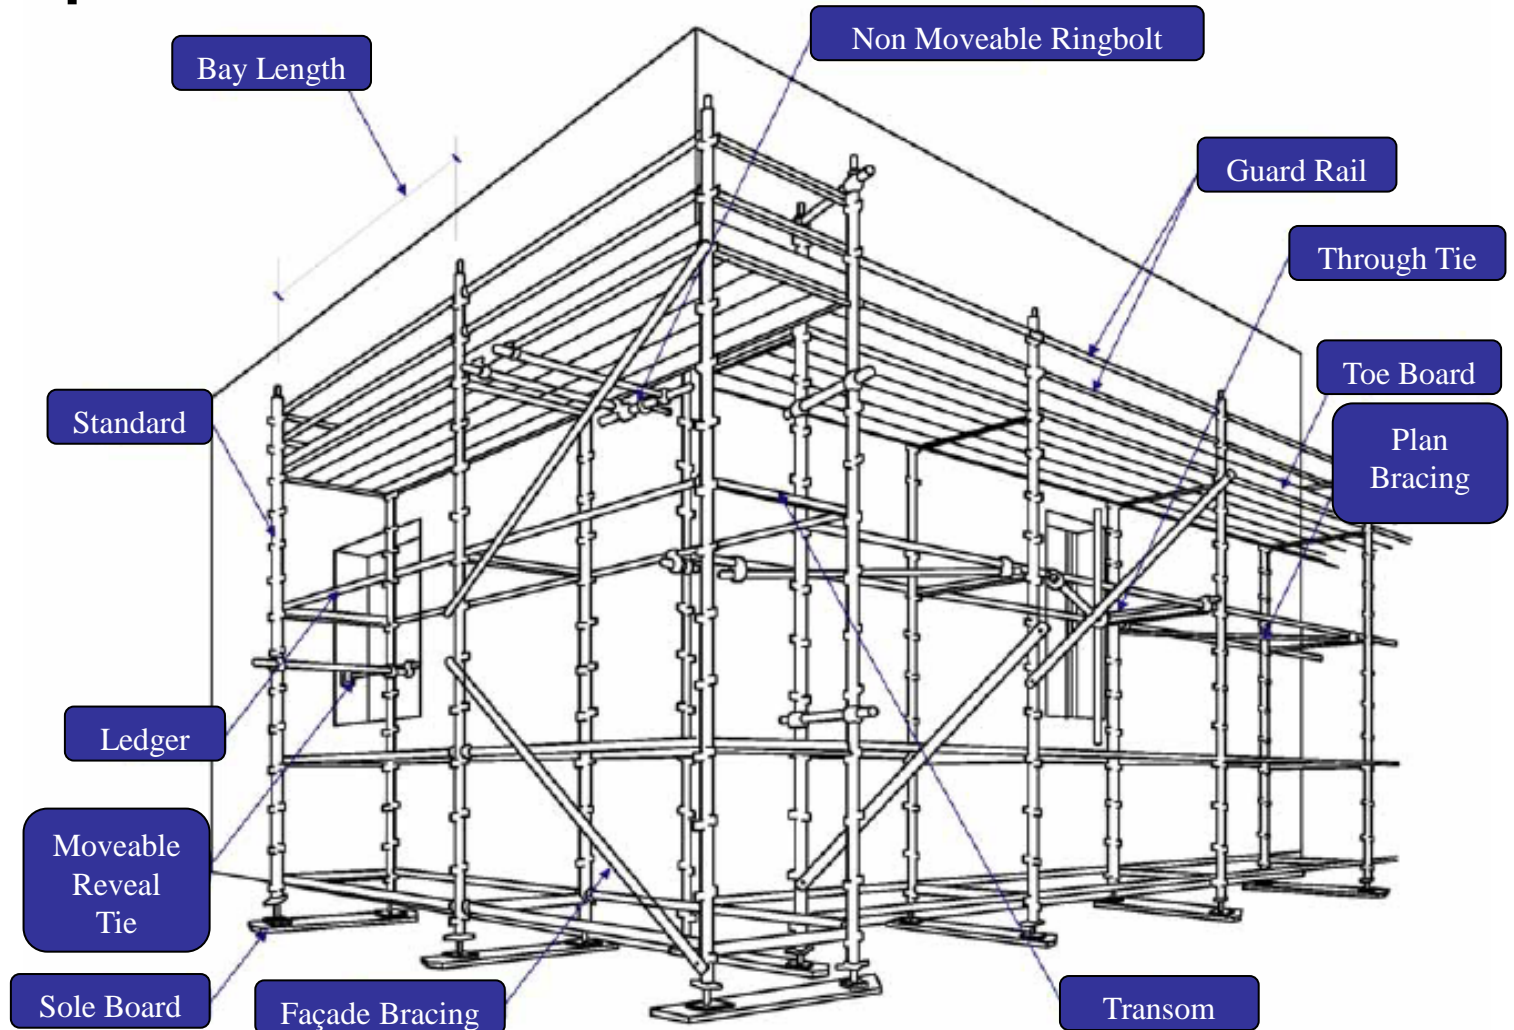 Non Moveable Ringbolt
Bay Length
Guard Rail
Through Tie
Toe Board
Standard
Plan
Bracing
Ledger
Moveable
Reveal
Tie
Sole Board
Façade Bracing
Transom